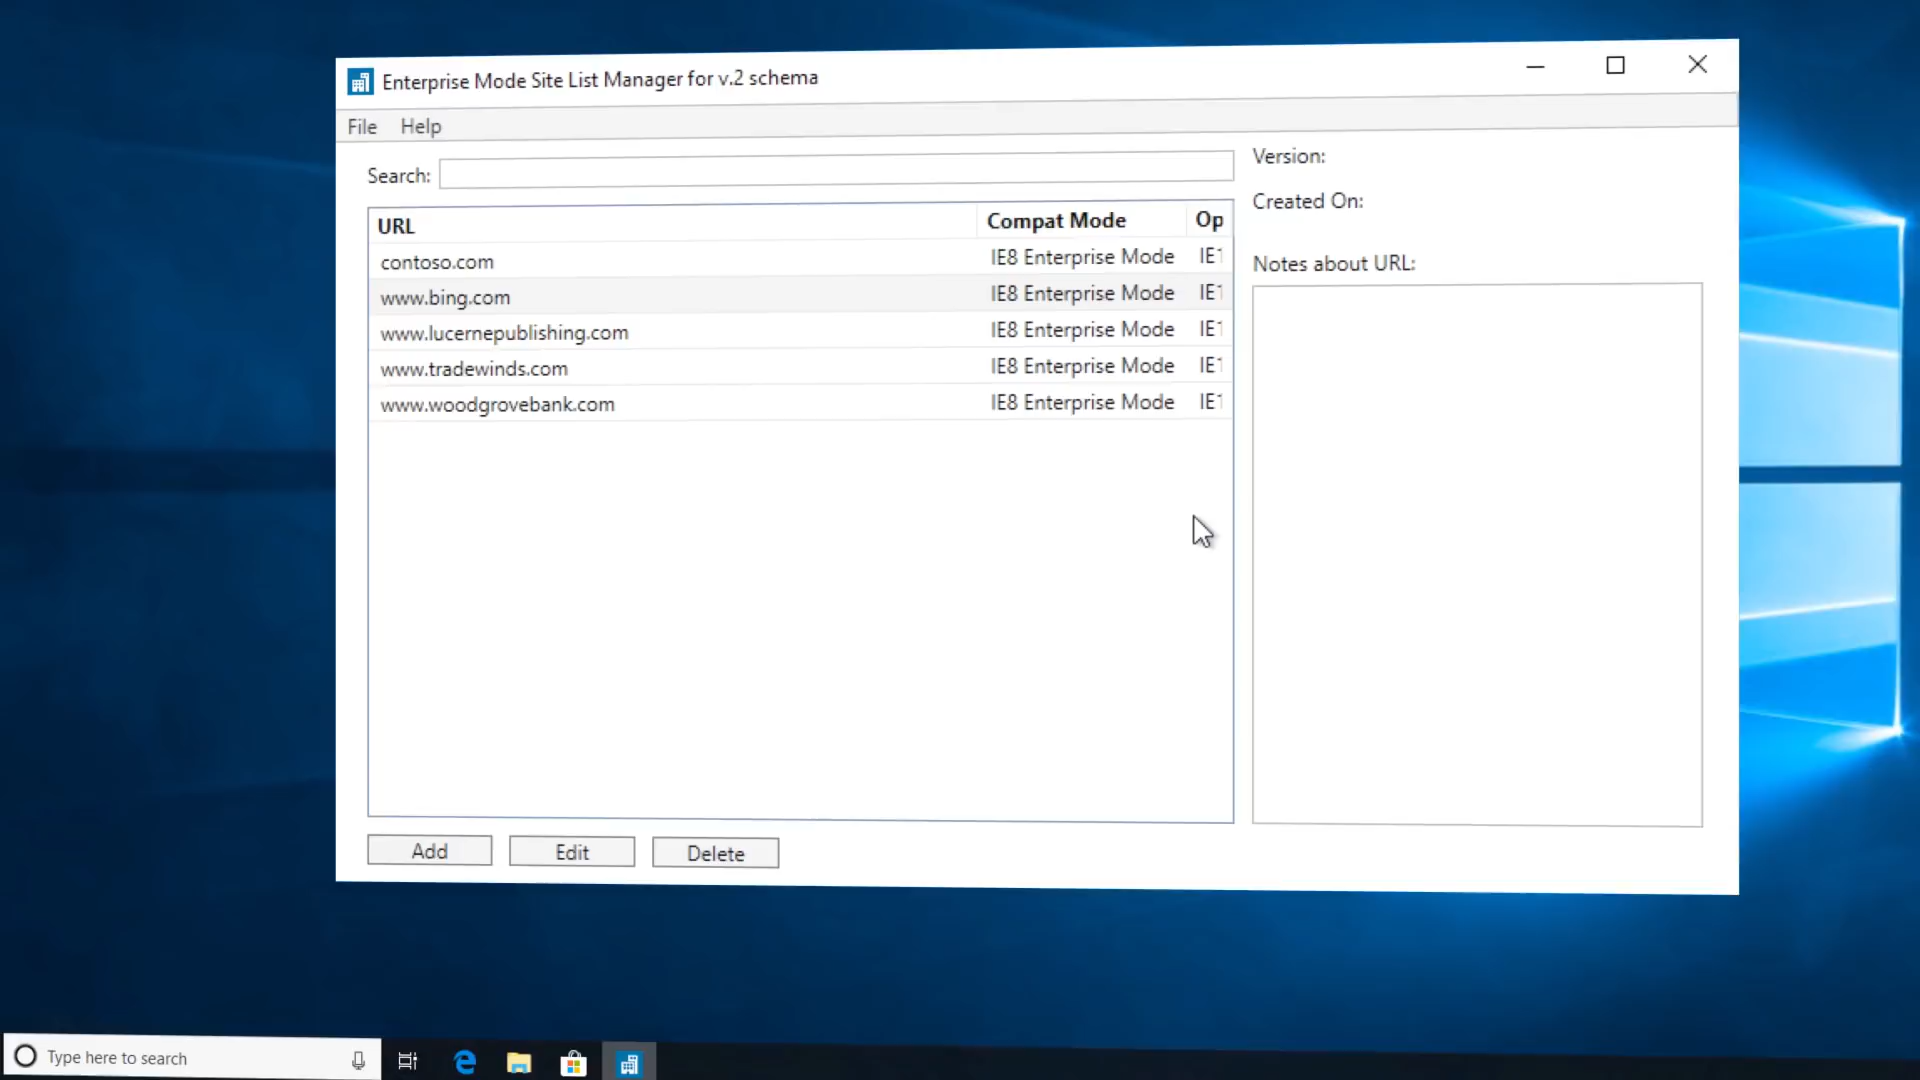 Enterprise Mode Site List Manager for v.2 schema
File Help
Search:
Version:
Created On:
Notes about URL:
URL Compat Mode Op
contoso.com IE8 Enterprise Mode IE1
www.bing.com IE8 Enterprise Mode IE1
www.lucernepublishing.com IE8 Enterprise Mode IE1
www.tradewinds.com IE8 Enterprise Mode IE1
www.woodgrovebank.com IE8 Enterprise Mode IE1
Add Edit Delete
Type here to search